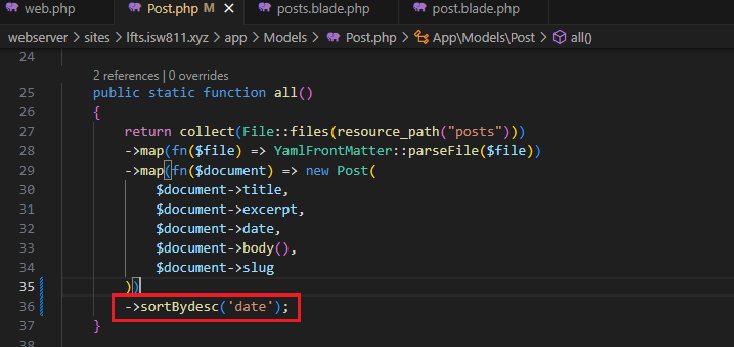 web.php
Post.php M
posts.blade.php
post.blade.php
webserver > sites > lfts.isw811.xyz > app > Models > Post.php > App\Models\Post > all()
24
2 references | 0 overrides
25 public static function all()
26 {
27 return collect(File::files(resource_path("posts")))
28 ->map(fn($file) => YamlFrontMatter::parseFile($file))
29 ->map(fn($document) => new Post(
30 $document->title,
31 $document->excerpt,
32 $document->date,
33 $document->body(),
34 $document->slug
35 ))
36 ->sortBydesc('date');
37 }
38